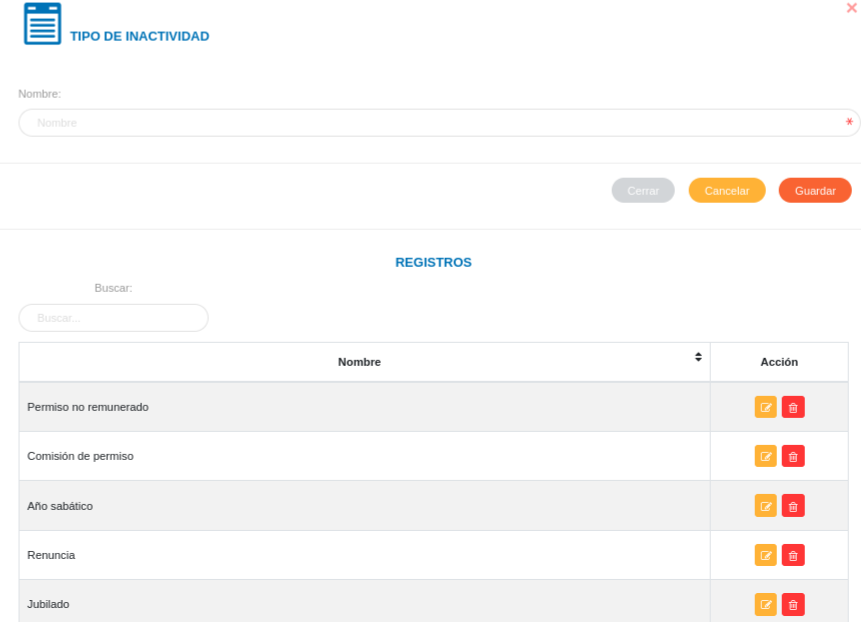 TIPO DE INACTIVIDAD
Nombre:
Nombre *
Cerrar Cancelar Guardar
REGISTROS
Buscar:
Buscar...
Nombre Acción
Permiso no remunerado
Comisión de permiso
Año sabático
Renuncia
Jubilado